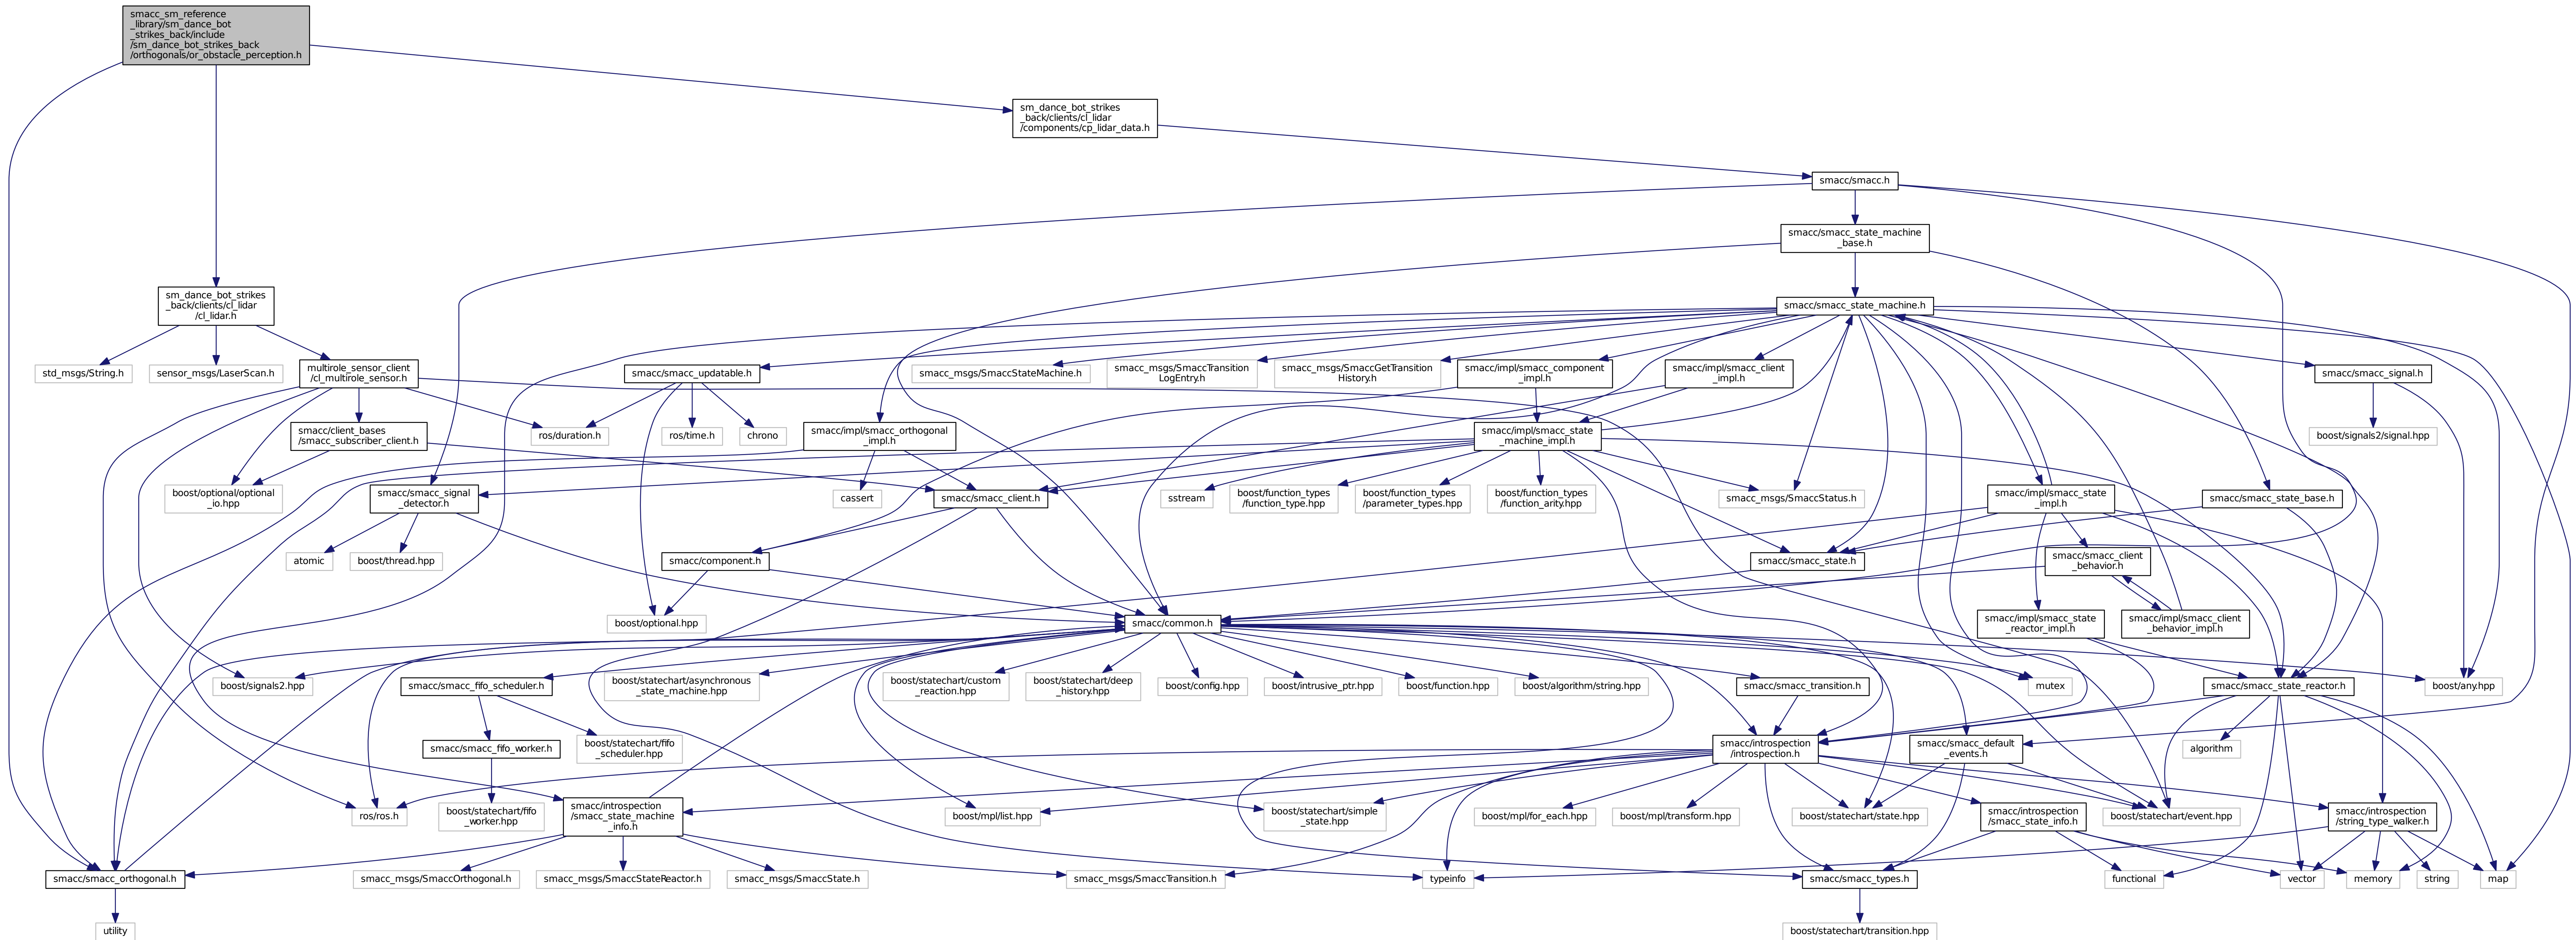 smacc_sm_reference
_library/sm_dance_bot
_strikes_back/include
/sm_dance_bot_strikes_back
/orthogonals/or_obstacle_perception.h
sm_dance_bot_strikes
_back/clients/cl_lidar
/components/cp_lidar_data.h
smacc/smacc.h
smacc/smacc_state_machine
_base.h
sm_dance_bot_strikes
_back/clients/cl_lidar
/cl_lidar.h
smacc/smacc_state_machine.h
std_msgs/String.h
sensor_msgs/LaserScan.h
multirole_sensor_client
/cl_multirole_sensor.h
smacc/smacc_updatable.h
smacc_msgs/SmaccStateMachine.h
smacc_msgs/SmaccTransition
LogEntry.h
smacc_msgs/SmaccGetTransition
History.h
smacc/impl/smacc_component
_impl.h
smacc/impl/smacc_client
_impl.h
smacc/smacc_signal.h
smacc/client_bases
/smacc_subscriber_client.h
ros/duration.h
ros/time.h
chrono
smacc/impl/smacc_orthogonal
_impl.h
smacc/impl/smacc_state
_machine_impl.h
boost/signals2/signal.hpp
boost/optional/optional
_io.hpp
smacc/smacc_signal
_detector.h
cassert
smacc/smacc_client.h
sstream
boost/function_types
/function_type.hpp
boost/function_types
/parameter_types.hpp
boost/function_types
/function_arity.hpp
smacc_msgs/SmaccStatus.h
smacc/impl/smacc_state
_impl.h
smacc/smacc_state_base.h
atomic
boost/thread.hpp
smacc/component.h
smacc/smacc_state.h
smacc/smacc_client
_behavior.h
boost/optional.hpp
smacc/common.h
smacc/impl/smacc_state
_reactor_impl.h
smacc/impl/smacc_client
_behavior_impl.h
boost/signals2.hpp
smacc/smacc_fifo_scheduler.h
boost/statechart/asynchronous
_state_machine.hpp
boost/statechart/custom
_reaction.hpp
boost/statechart/deep
_history.hpp
boost/config.hpp
boost/intrusive_ptr.hpp
boost/function.hpp
boost/algorithm/string.hpp
smacc/smacc_transition.h
mutex
smacc/smacc_state_reactor.h
boost/any.hpp
smacc/smacc_fifo_worker.h
boost/statechart/fifo
_scheduler.hpp
smacc/introspection
/introspection.h
smacc/smacc_default
_events.h
algorithm
ros/ros.h
boost/statechart/fifo
_worker.hpp
smacc/introspection
/smacc_state_machine
_info.h
boost/mpl/list.hpp
boost/statechart/simple
_state.hpp
boost/mpl/for_each.hpp
boost/mpl/transform.hpp
boost/statechart/state.hpp
smacc/introspection
/smacc_state_info.h
boost/statechart/event.hpp
smacc/introspection
/string_type_walker.h
smacc/smacc_orthogonal.h
smacc_msgs/SmaccOrthogonal.h
smacc_msgs/SmaccStateReactor.h
smacc_msgs/SmaccState.h
smacc_msgs/SmaccTransition.h
typeinfo
smacc/smacc_types.h
functional
vector
memory
string
map
utility
boost/statechart/transition.hpp